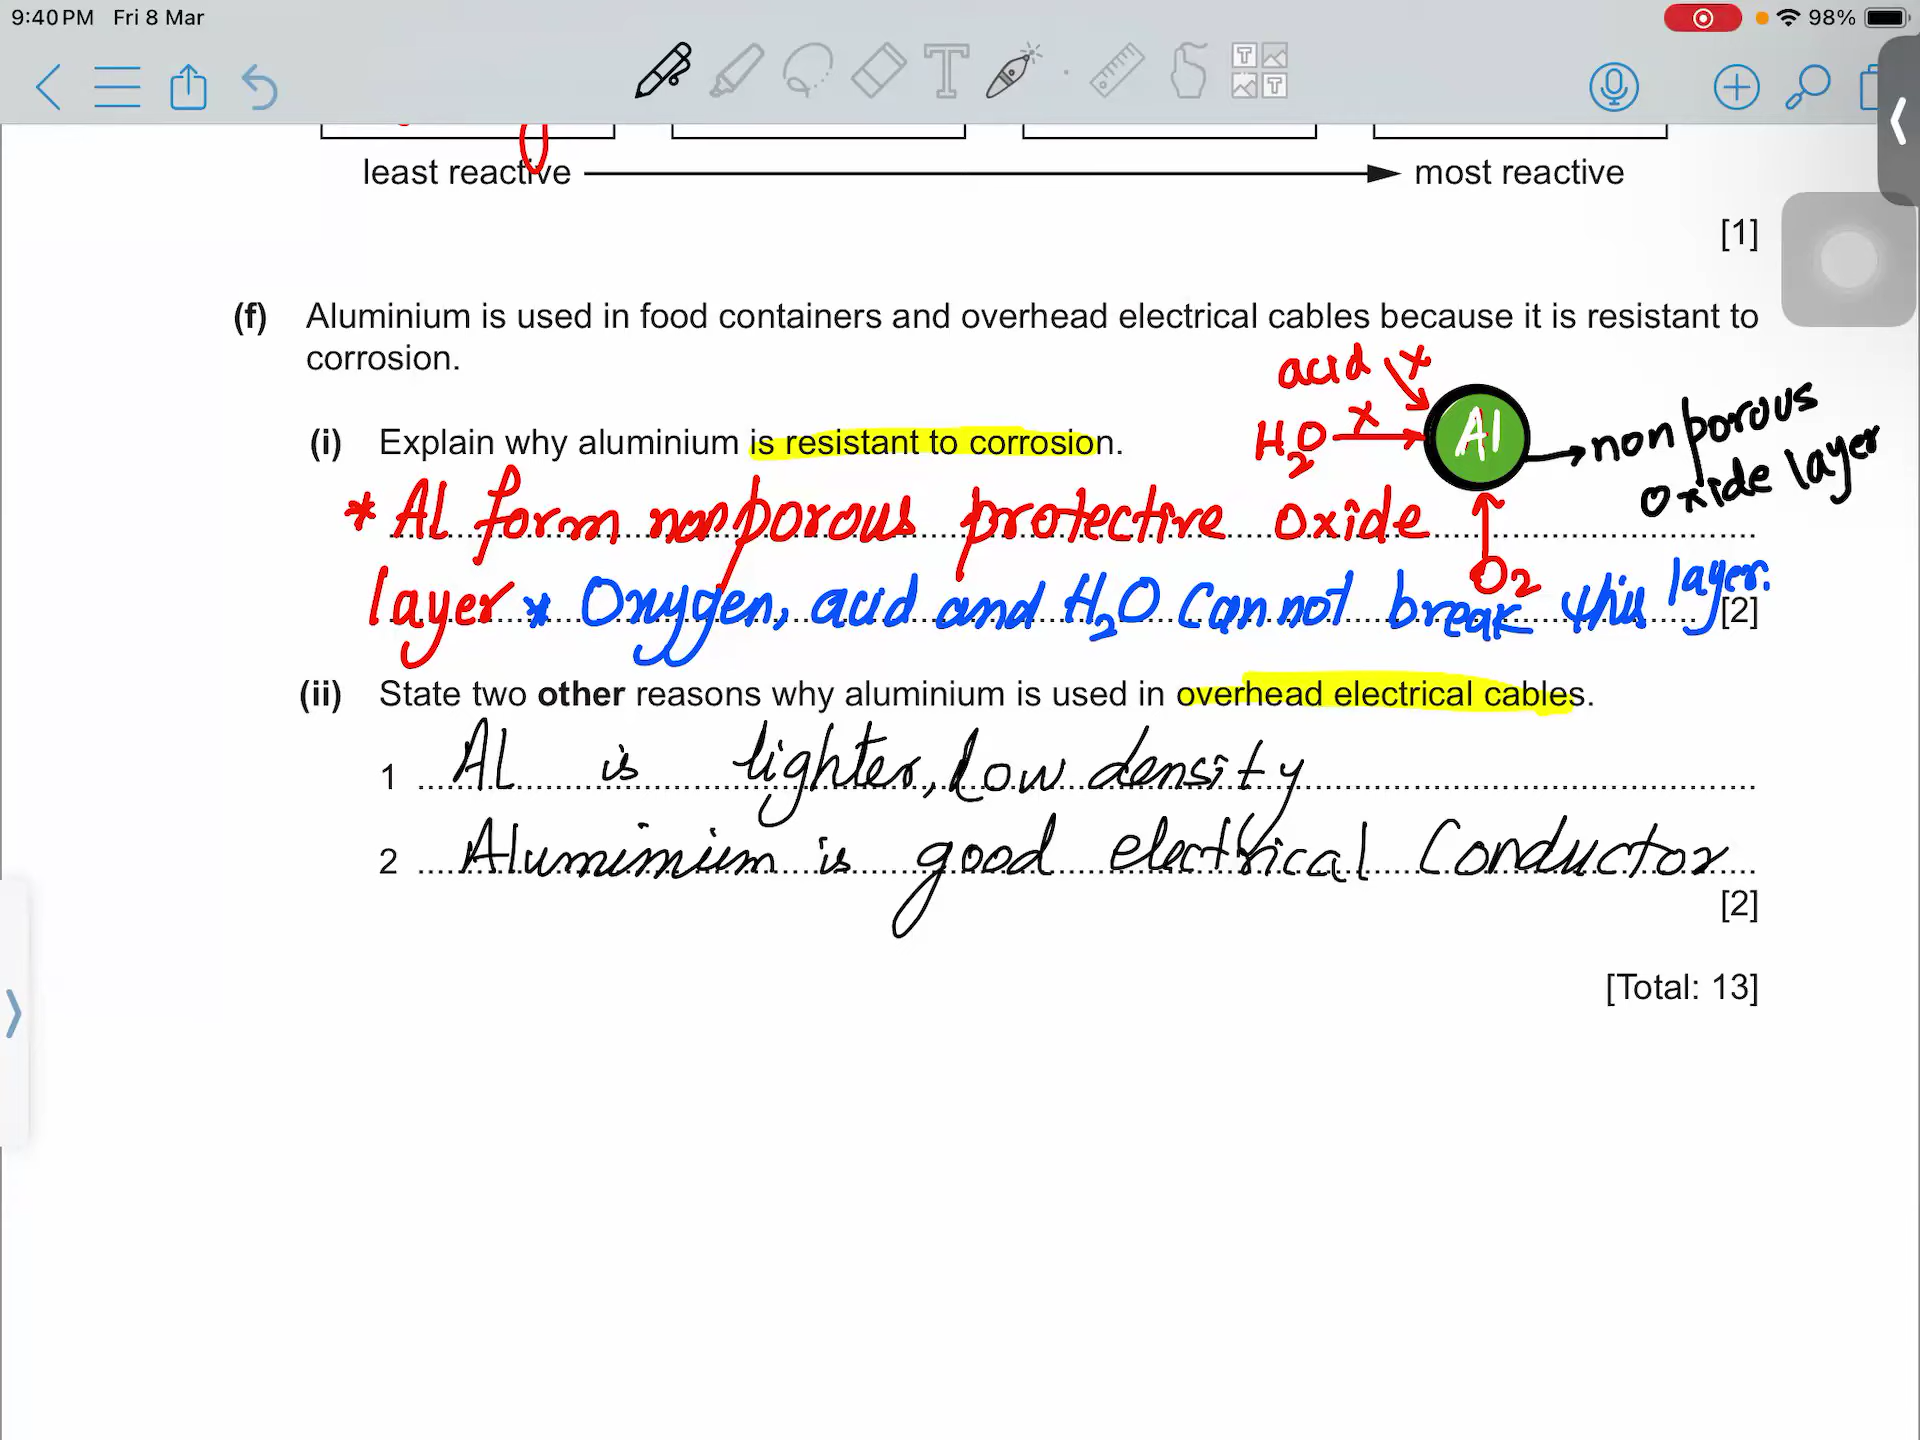 9:40 PM Fri 8 Mar
98%
least reactive
most reactive
[1]
(f) Aluminium is used in food containers and overhead electrical cables because it is resistant to
corrosion.
acid x
(i) Explain why aluminium is resistant to corrosion.
H2O x Al non porous
oxide layer
* Al form non porous protective oxide
O2
layer * Oxygen, acid and H2O cannot break this layer. [2]
(ii) State two other reasons why aluminium is used in overhead electrical cables.
1 Al is lighter, Low density
2 Alumimium is good electrical Conductor
[2]
[Total: 13]